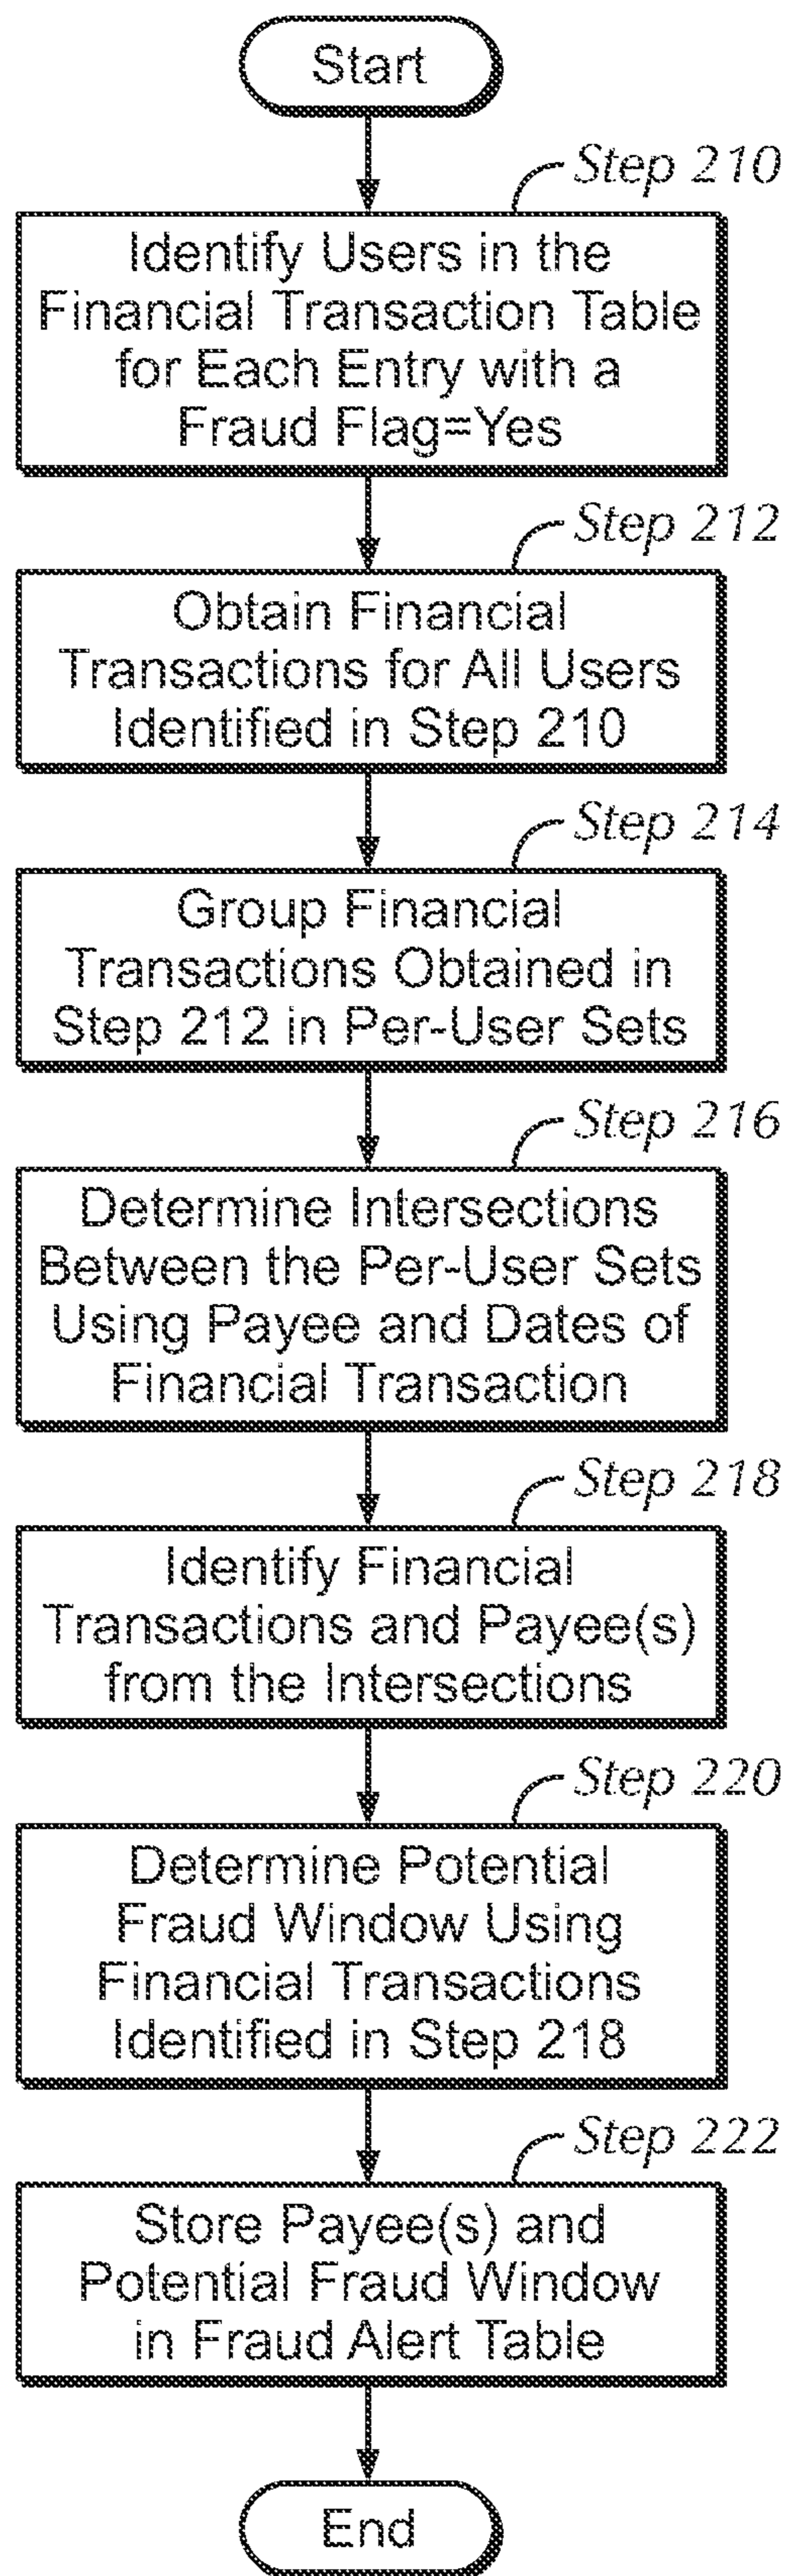 Start
Step 210
Identify Users in the
Financial Transaction Table
for Each Entry with a
Fraud Flag=Yes
Step 212
Obtain Financial
Transactions for All Users
Identified in Step 210
Step 214
Group Financial
Transactions Obtained in
Step 212 in Per-User Sets
Step 216
Determine Intersections
Between the Per-User Sets
Using Payee and Dates of
Financial Transaction
Step 218
Identify Financial
Transactions and Payee(s)
from the Intersections
Step 220
Determine Potential
Fraud Window Using
Financial Transactions
Identified in Step 218
Step 222
Store Payee(s) and
Potential Fraud Window
in Fraud Alert Table
End